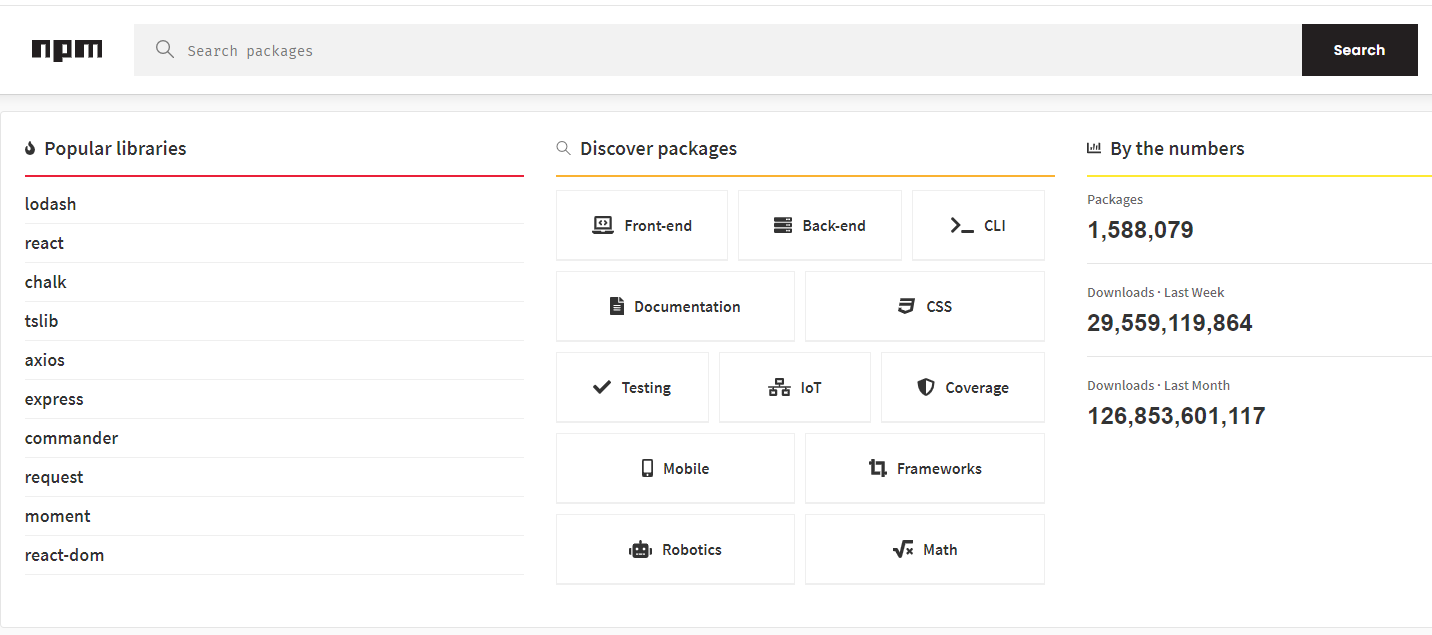 npm
Search packages
Search
Popular libraries
lodash
react
chalk
tslib
axios
express
commander
request
moment
react-dom
Discover packages
Front-end
Back-end
CLI
Documentation
CSS
Testing
IoT
Coverage
Mobile
Frameworks
Robotics
Math
By the numbers
Packages
1,588,079
Downloads · Last Week
29,559,119,864
Downloads · Last Month
126,853,601,117